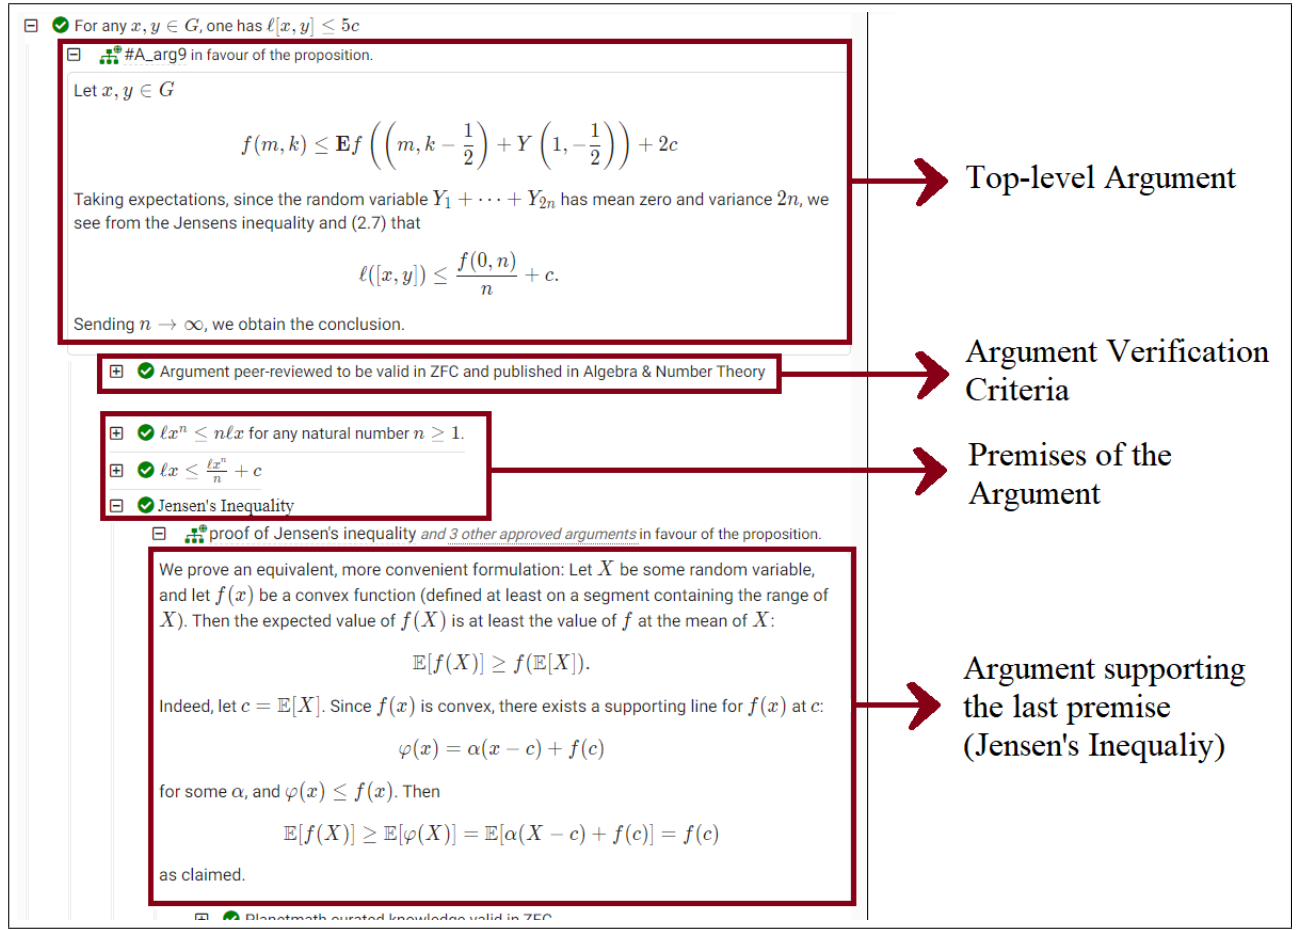 For any x, y ∈ G, one has ℓ[x, y] ≤ 5c
#A_arg9 in favour of the proposition.
Let x, y ∈ G
f(m, k) ≤ Ef((m, k − 1/2) + Y(1, −1/2)) + 2c
Taking expectations, since the random variable Y₁ + ⋯ + Y₂ₙ has mean zero and variance 2n, we
see from the Jensens inequality and (2.7) that
ℓ([x, y]) ≤ f(0, n)/n + c.
Sending n → ∞, we obtain the conclusion.
Top-level Argument
Argument peer-reviewed to be valid in ZFC and published in Algebra & Number Theory
Argument Verification
Criteria
ℓxⁿ ≤ nℓx for any natural number n ≥ 1.
ℓx ≤ ℓxⁿ/n + c
Jensen's Inequality
Premises of the
Argument
proof of Jensen's inequality and 3 other approved arguments in favour of the proposition.
We prove an equivalent, more convenient formulation: Let X be some random variable,
and let f(x) be a convex function (defined at least on a segment containing the range of
X). Then the expected value of f(X) is at least the value of f at the mean of X:
𝔼[f(X)] ≥ f(𝔼[X]).
Indeed, let c = 𝔼[X]. Since f(x) is convex, there exists a supporting line for f(x) at c:
φ(x) = α(x − c) + f(c)
for some α, and φ(x) ≤ f(x). Then
𝔼[f(X)] ≥ 𝔼[φ(X)] = 𝔼[α(X − c) + f(c)] = f(c)
as claimed.
Argument supporting
the last premise
(Jensen's Inequaliy)
Planetmath curated knowledge valid in ZFC